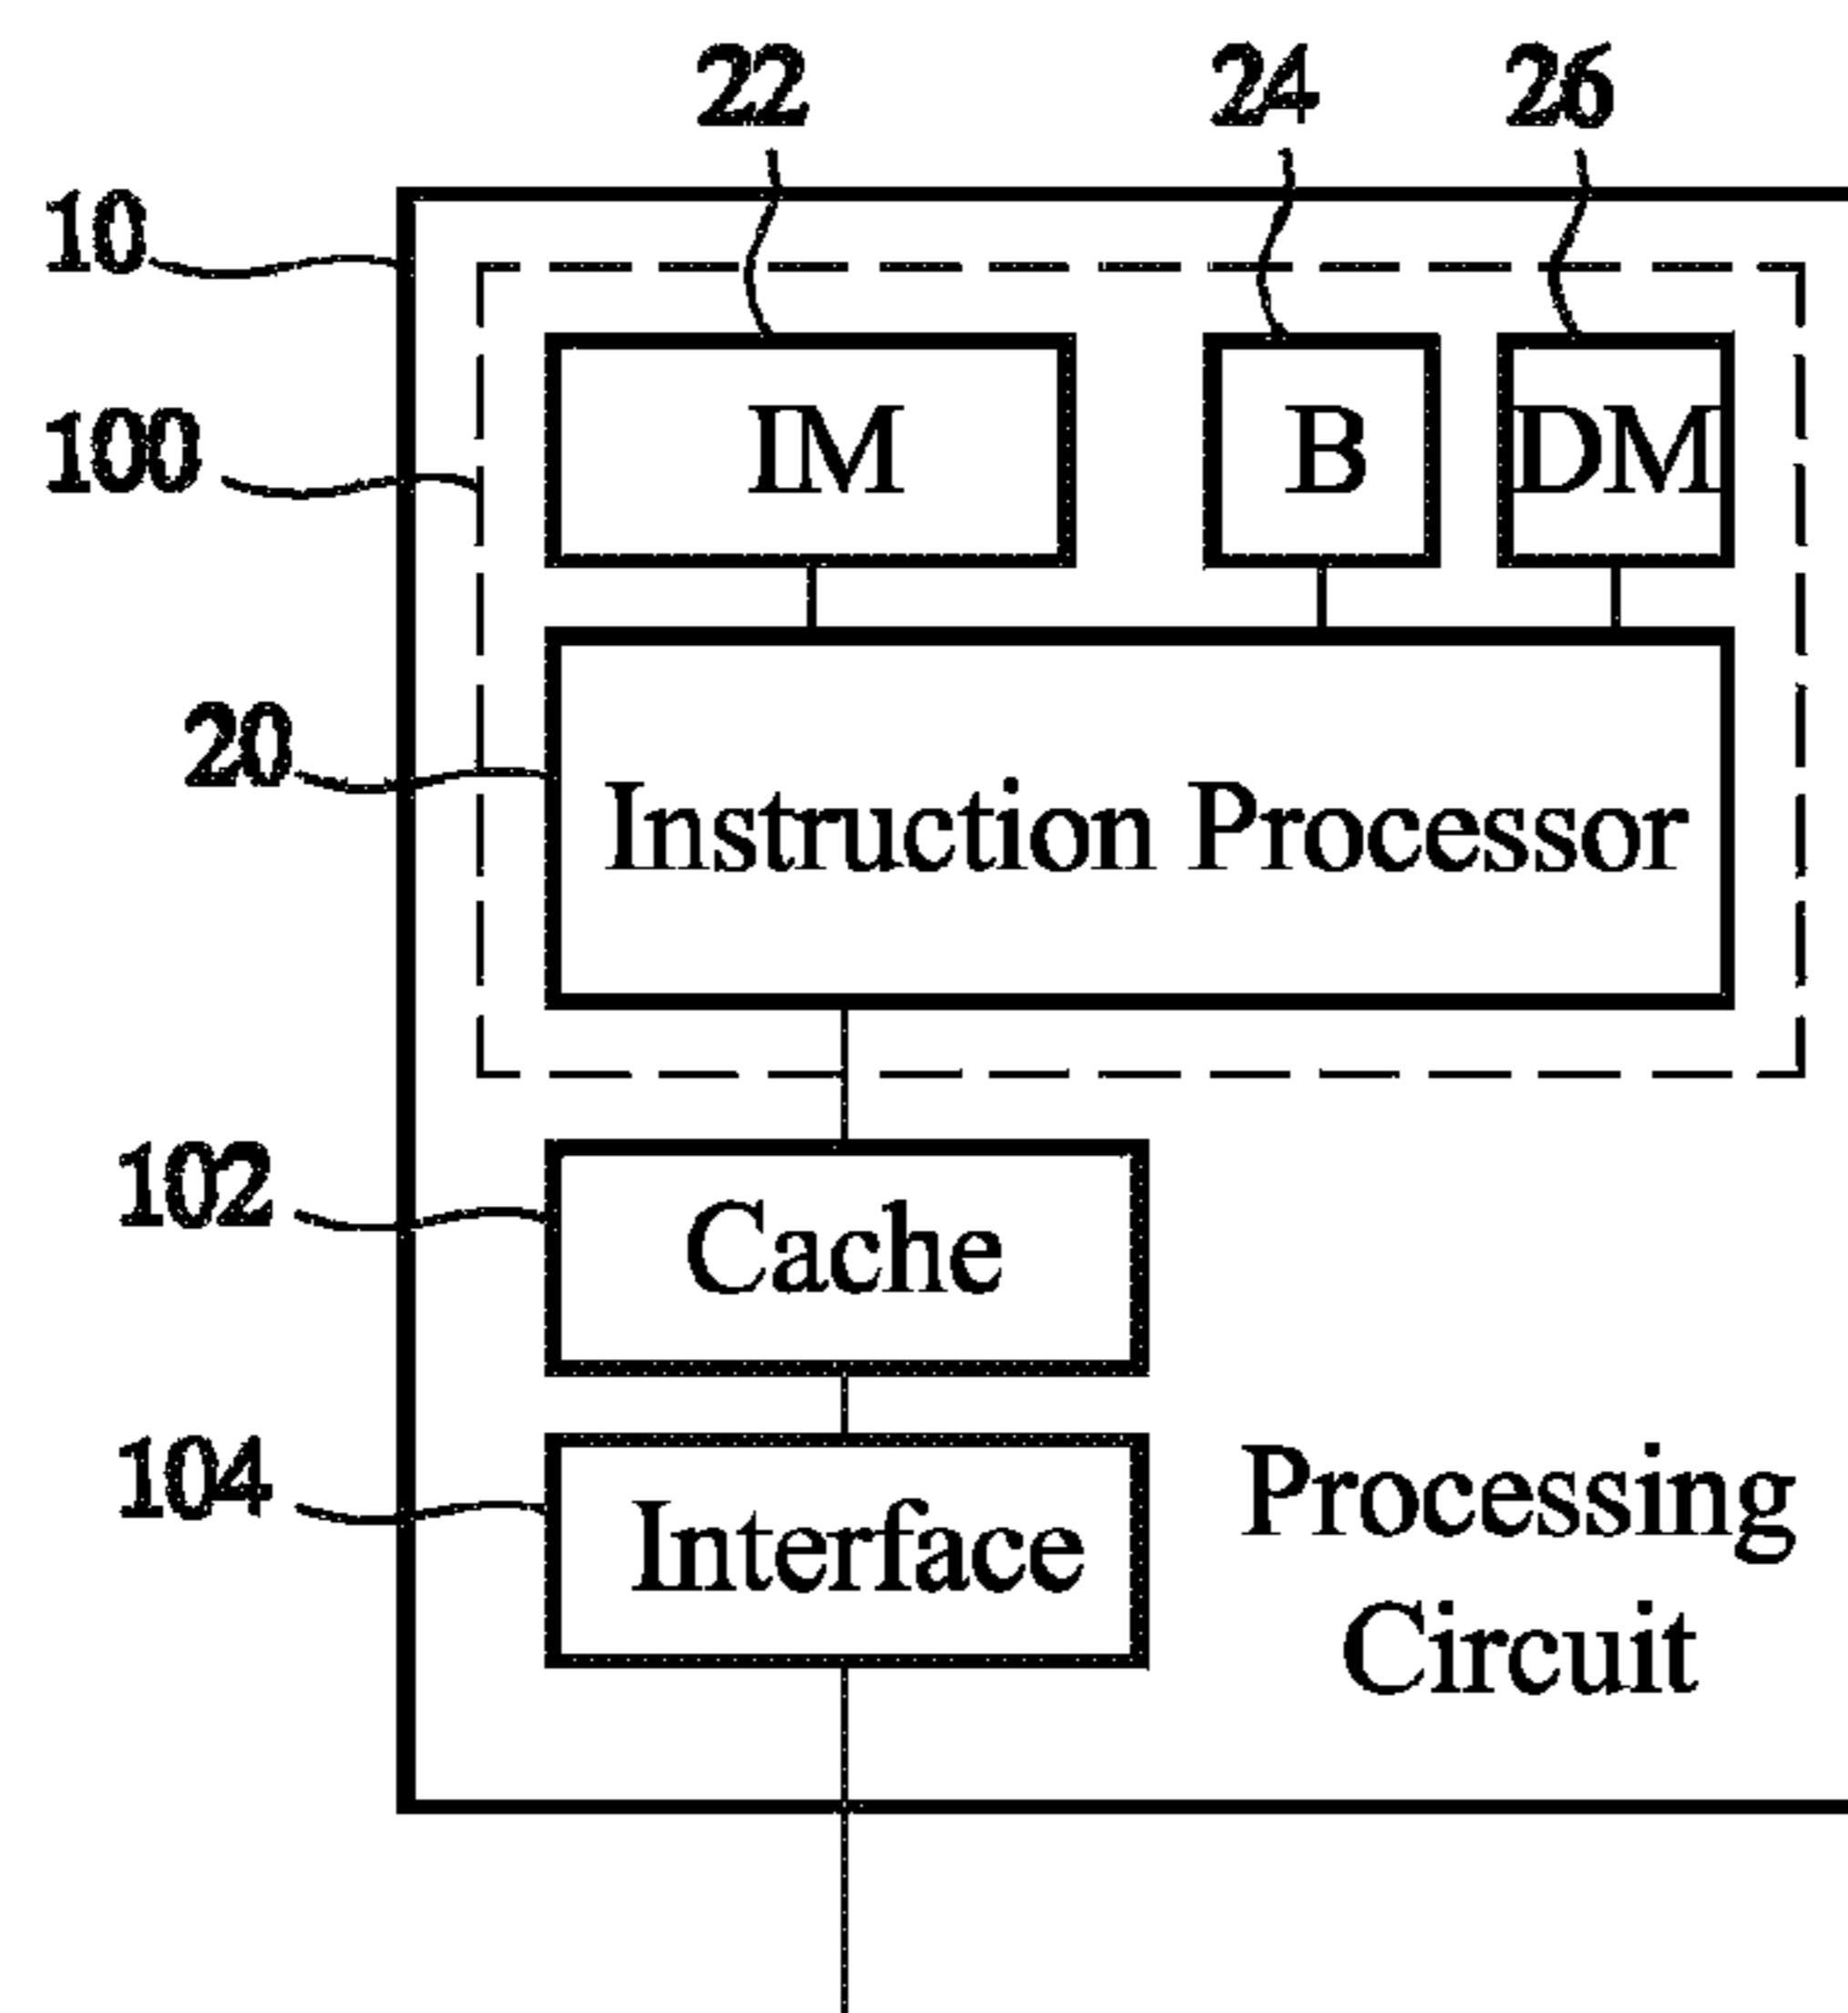 22 24 26
10
100
IM B DM
20
Instruction Processor
102
Cache
104
Interface
Processing
Circuit